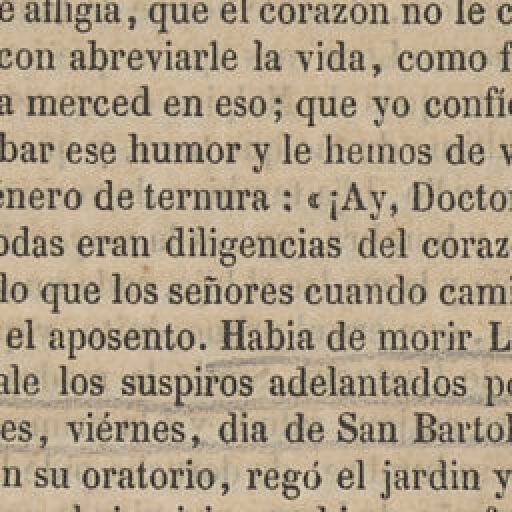 e afligia, que el corazon no le c
con abreviarle la vida, como f
a merced en eso; que yo confi
bar ese humor y le hemos de v
énero de ternura : «¡Ay, Doctor
odas eran diligencias del coraz
lo que los señores cuando cami
el aposento. Habia de morir L
ale los suspiros adelantados po
es, viérnes, dia de San Bartol
n su oratorio, regó el jardin y